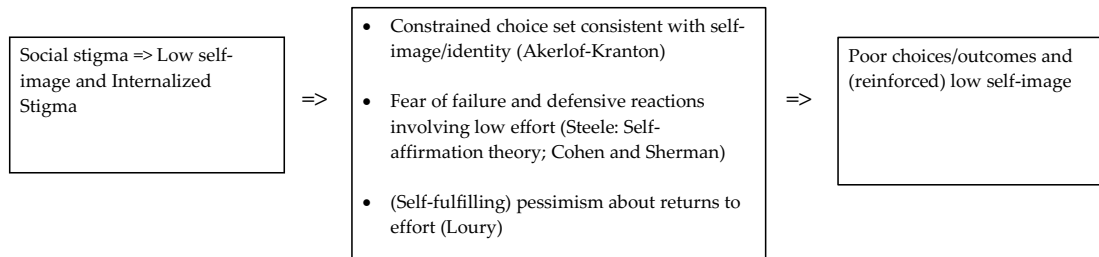 Social stigma => Low self-
image and Internalized
Stigma
=>
• Constrained choice set consistent with self-
image/identity (Akerlof-Kranton)
• Fear of failure and defensive reactions
involving low effort (Steele: Self-
affirmation theory; Cohen and Sherman)
• (Self-fulfilling) pessimism about returns to
effort (Loury)
=>
Poor choices/outcomes and
(reinforced) low self-image